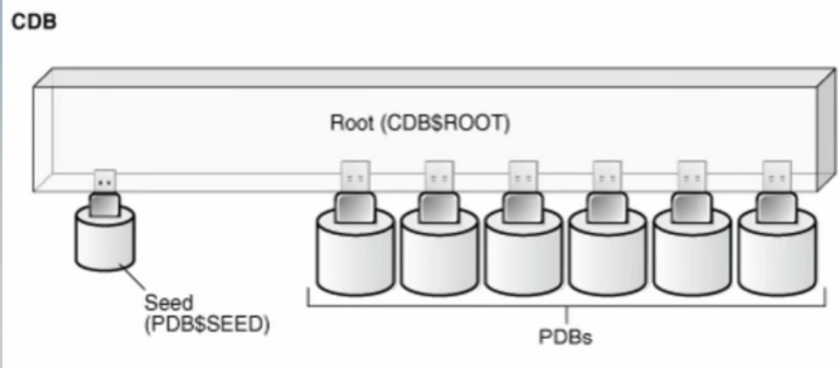 CDB
Root (CDB$ROOT)
Seed
(PDB$SEED)
PDBs